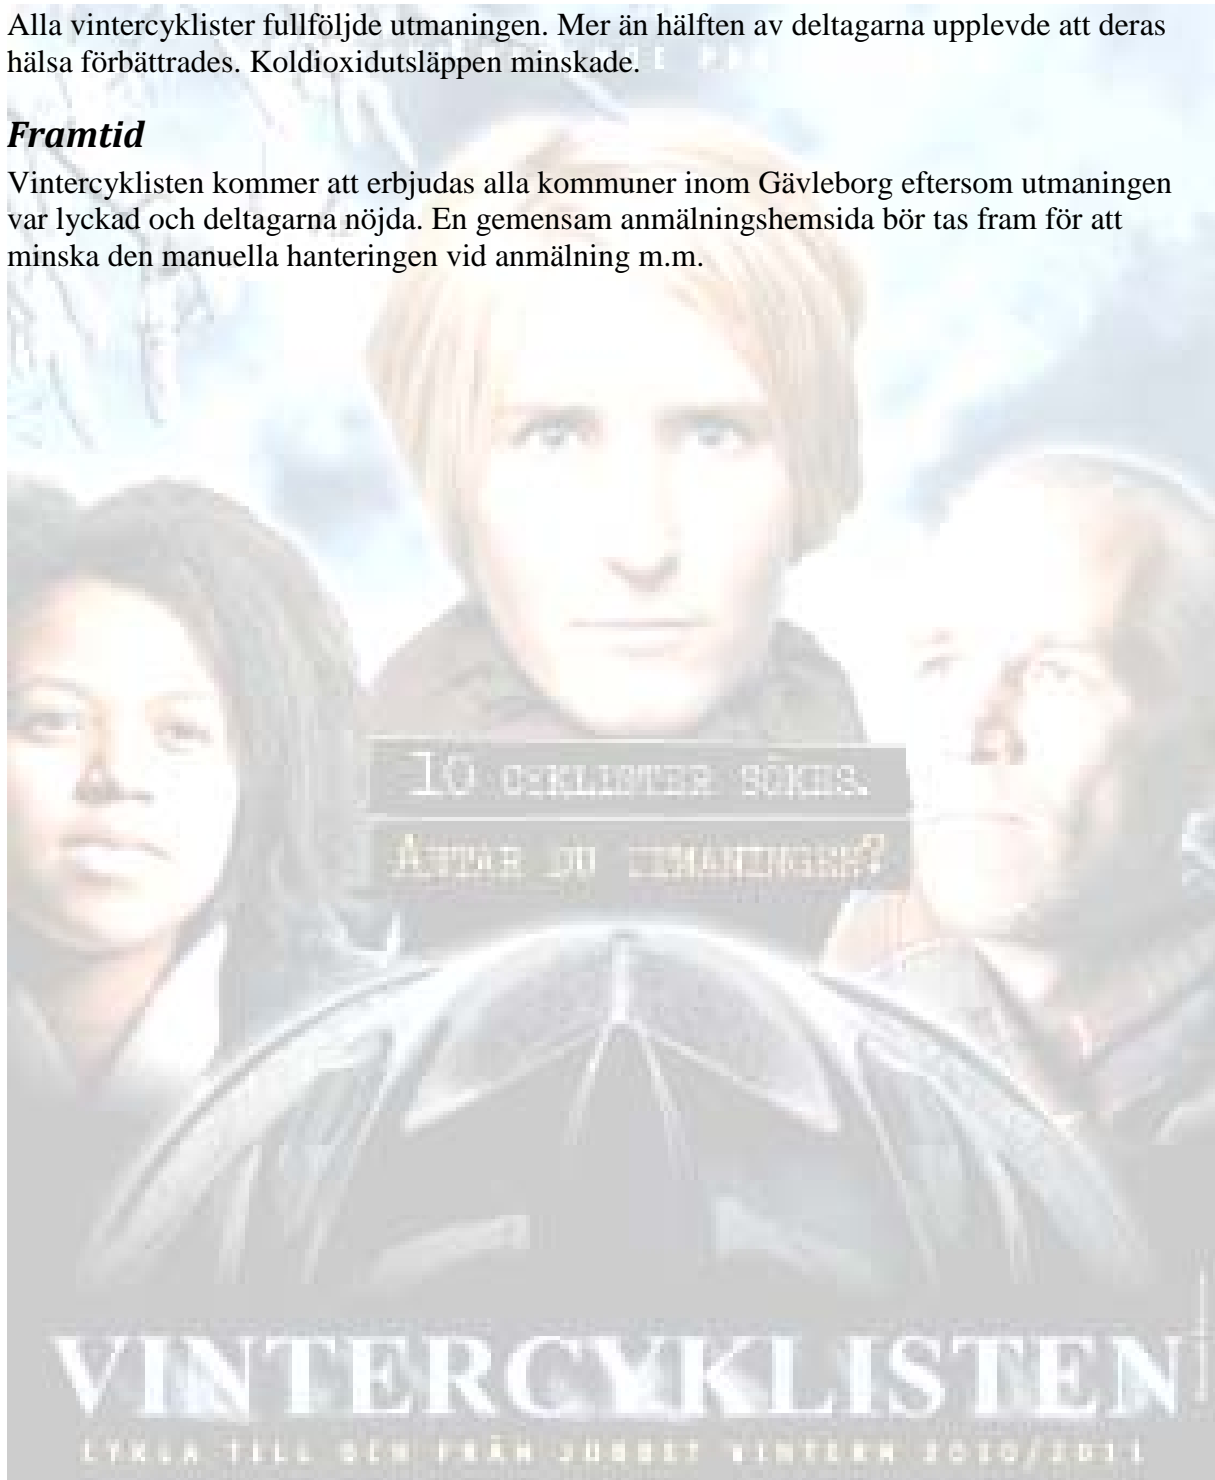 Alla vintercyklister fullföljde utmaningen. Mer än hälften av deltagarna upplevde att deras
hälsa förbättrades. Koldioxidutsläppen minskade.
Framtid
Vintercyklisten kommer att erbjudas alla kommuner inom Gävleborg eftersom utmaningen
var lyckad och deltagarna nöjda. En gemensam anmälningshemsida bör tas fram för att
minska den manuella hanteringen vid anmälning m.m.
10 CYKLISTER SÖKES.
ANTAR DU UTMANINGEN?
VINTERCYKLISTEN
CYKLA TILL OCH FRÅN JOBBET VINTERN 2010/2011